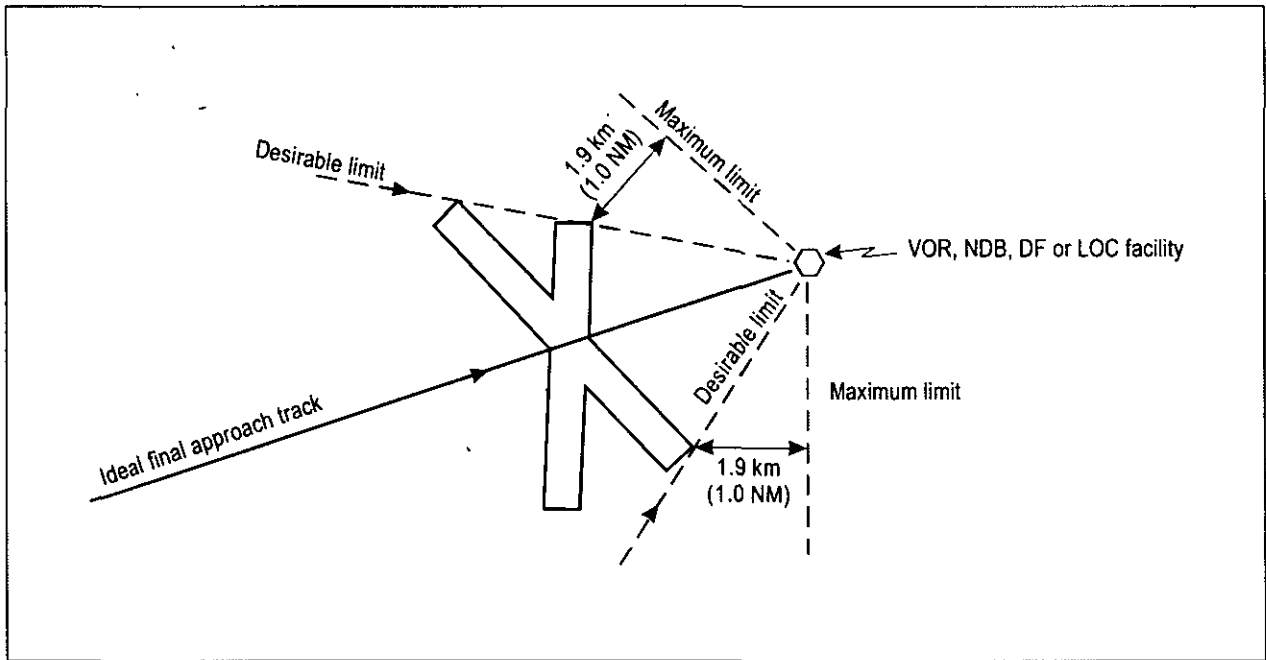 Maximum limit
1.9 km
(1.0 NM)
Desirable limit
VOR, NDB, DF or LOC facility
Desirable limit
Maximum limit
Ideal final approach track
1.9 km
(1.0 NM)